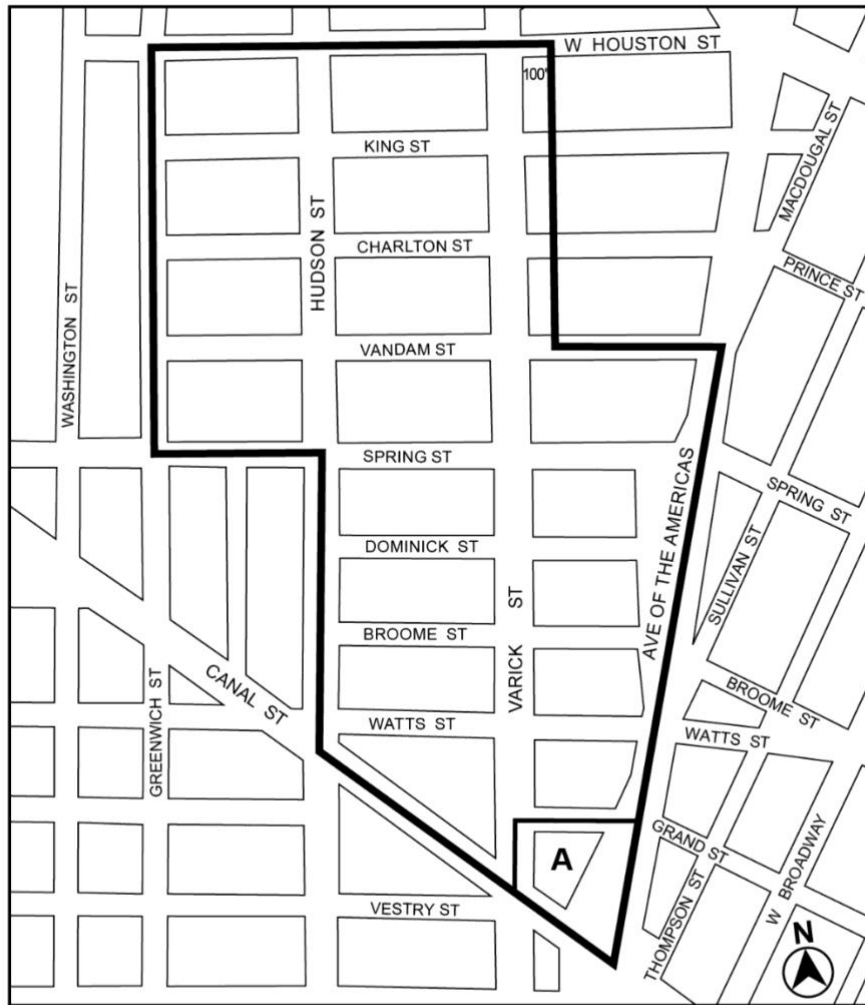 W HOUSTON ST
100'
KING ST
MACDOUGAL ST
HUDSON ST
CHARLTON ST
PRINCE ST
WASHINGTON ST
VANDAM ST
SPRING ST
AVE OF THE AMERICAS
SPRING ST
SULLIVAN ST
DOMINICK ST
VARICK ST
BROOME ST
CANAL ST
GREENWICH ST
BROOME ST
WATTS ST
WATTS ST
A
GRAND ST
W BROADWAY
THOMPSON ST
VESTRY ST
N